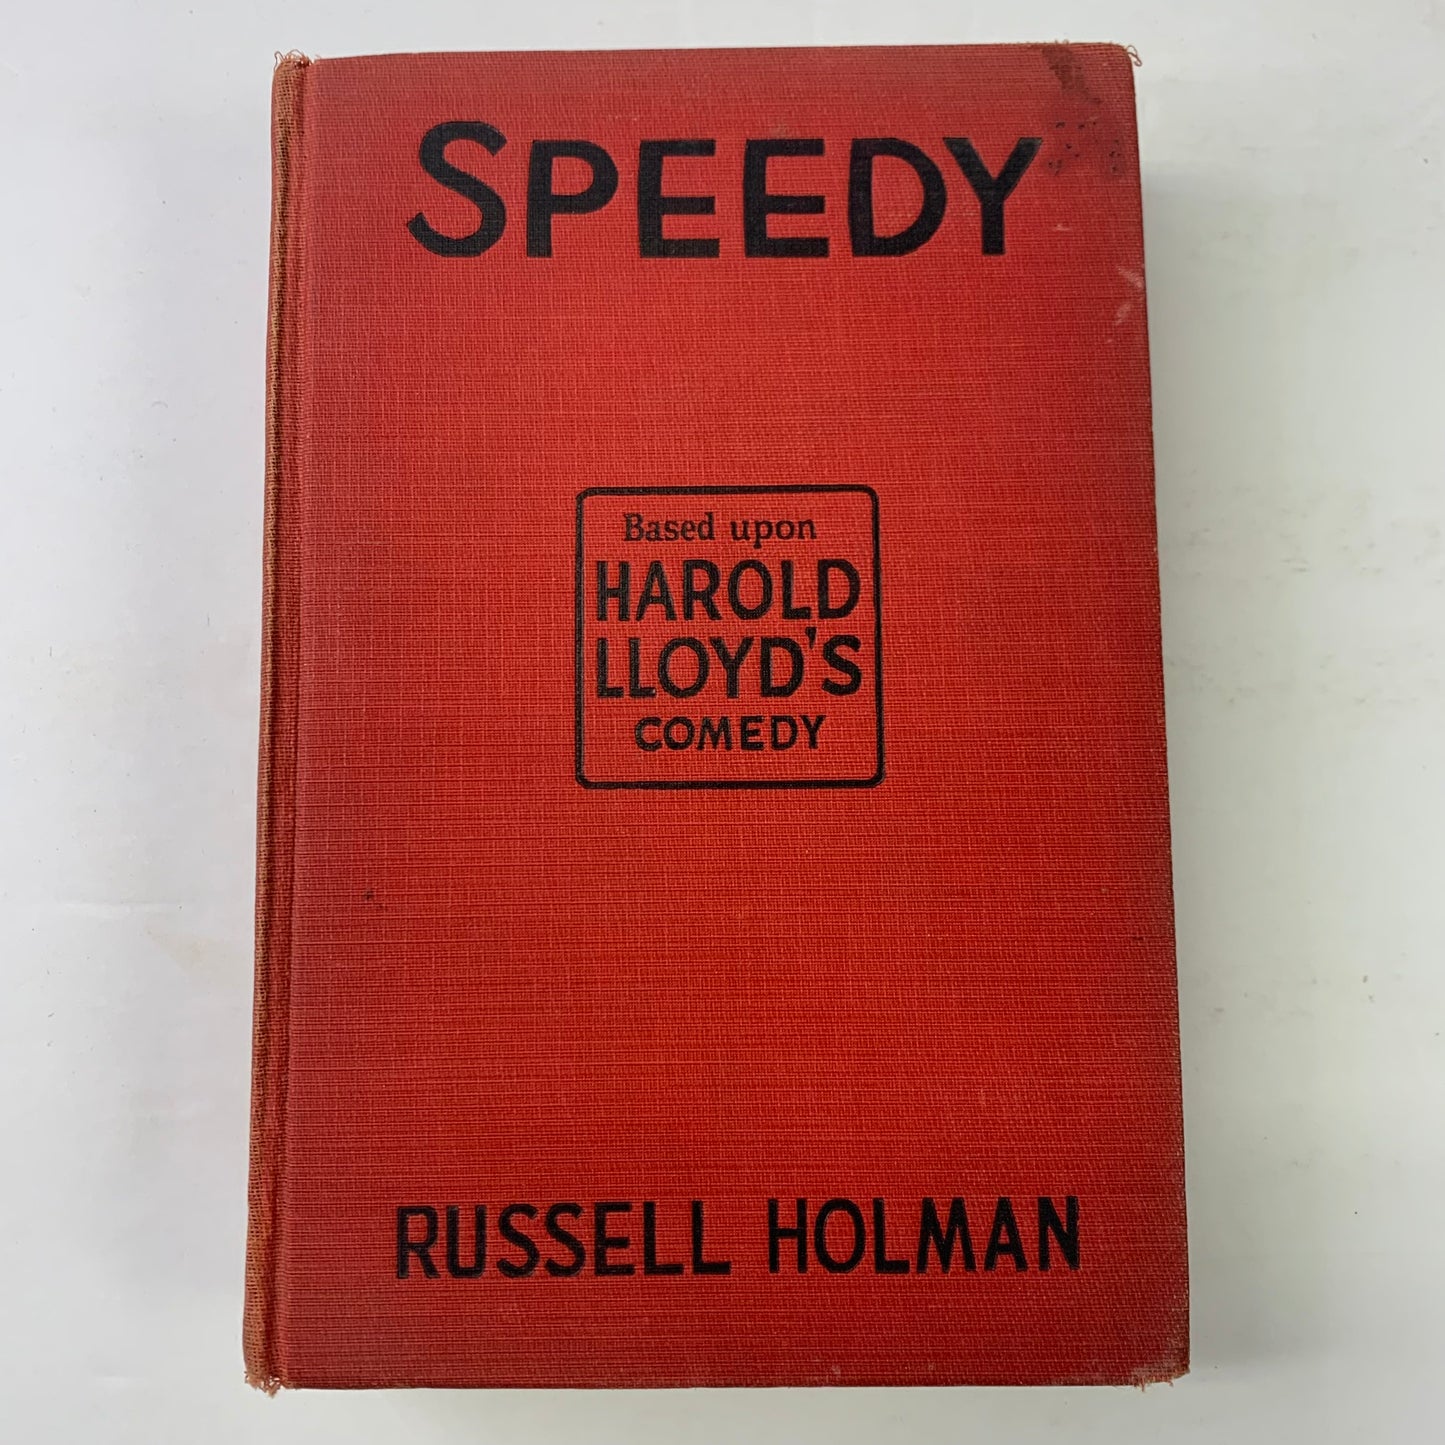 SPEEDY
Based upon
HAROLD
LLOYD'S
COMEDY
RUSSELL HOLMAN